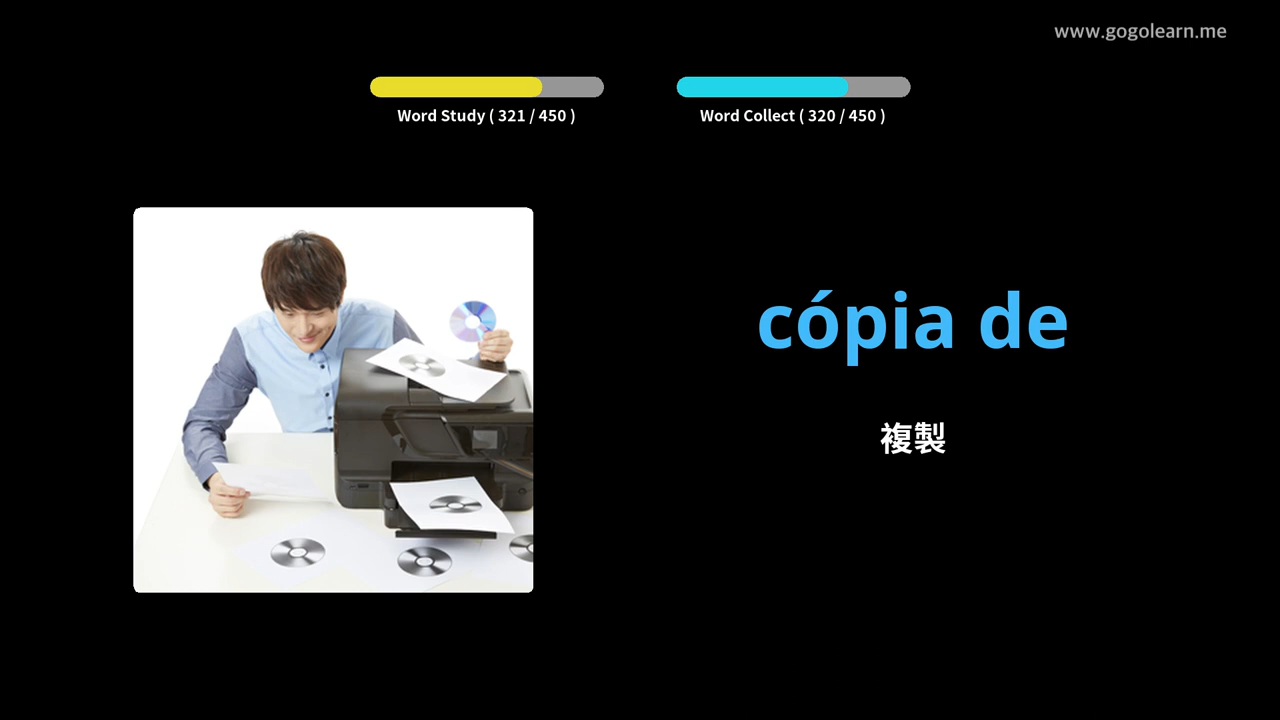 www.gogolearn.me
Word Study ( 321 / 450 )
Word Collect ( 320 / 450 )
cópia de
複製